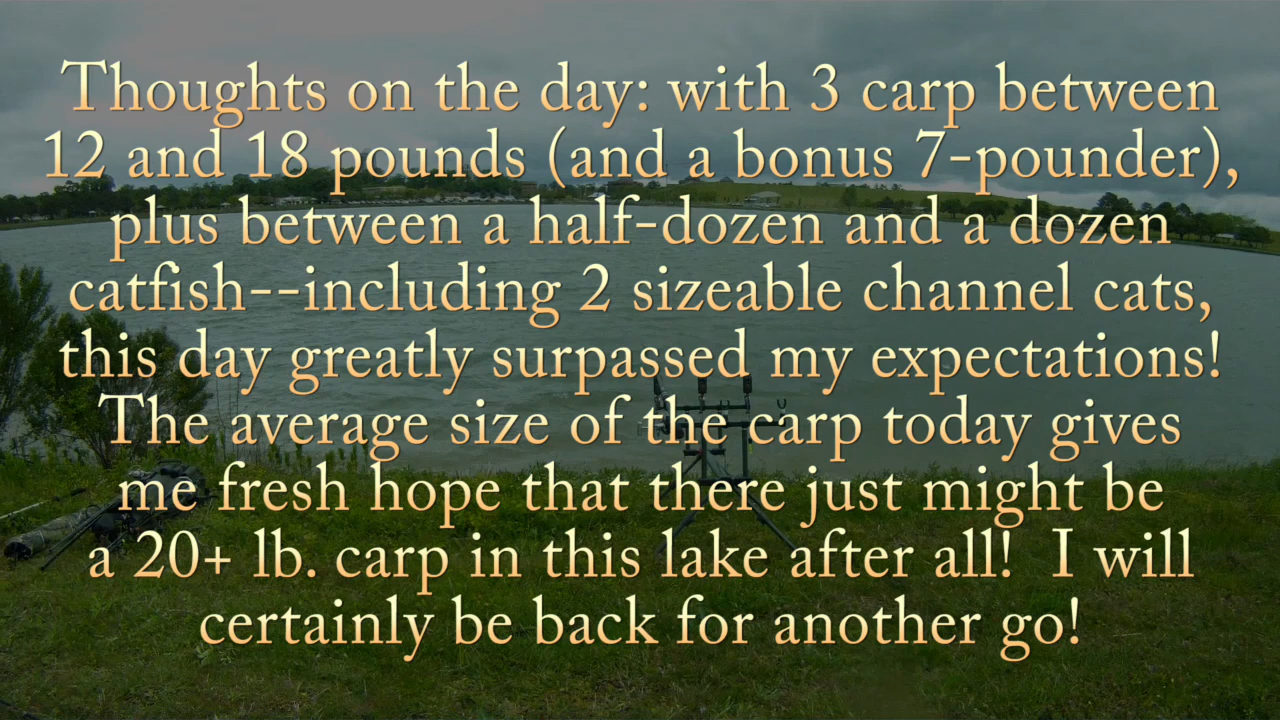 Thoughts on the day: with 3 carp between
12 and 18 pounds (and a bonus 7-pounder),
plus between a half-dozen and a dozen
catfish--including 2 sizeable channel cats,
this day greatly surpassed my expectations!
The average size of the carp today gives
me fresh hope that there just might be
a 20+ lb. carp in this lake after all!  I will
certainly be back for another go!